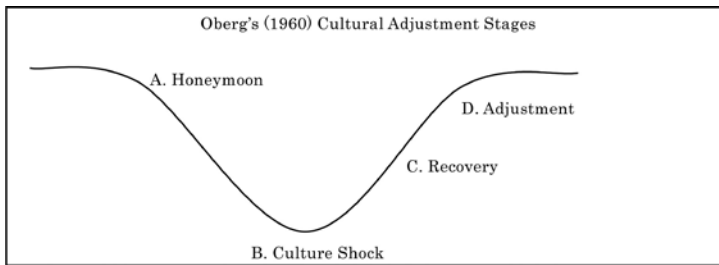 Oberg's (1960) Cultural Adjustment Stages
A. Honeymoon
D. Adjustment
C. Recovery
B. Culture Shock